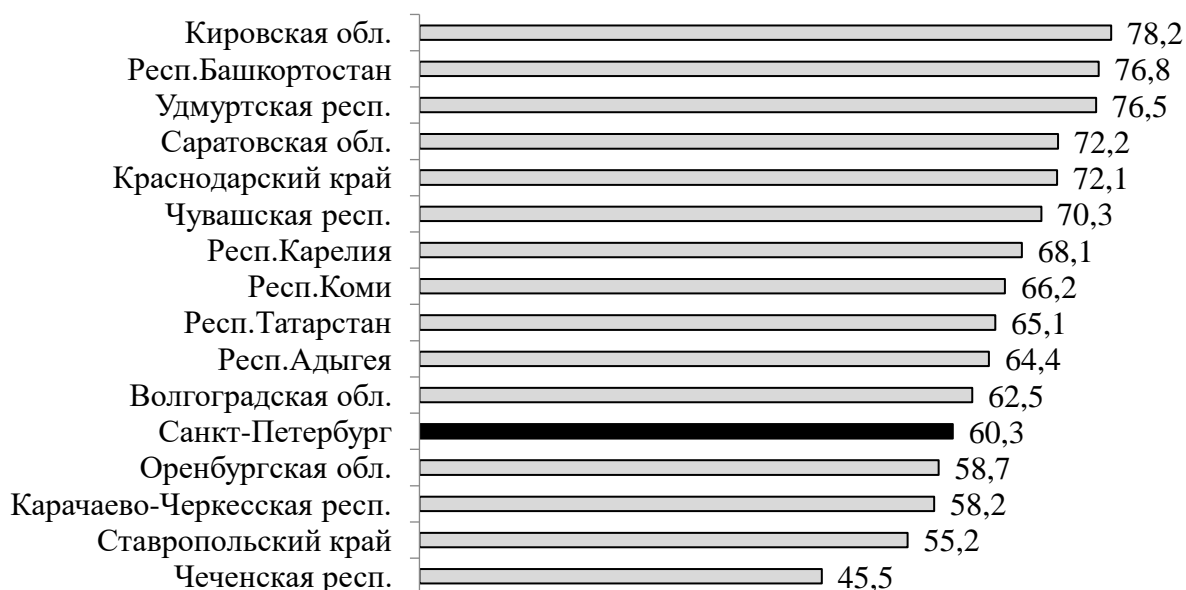 Кировская обл. 78,2
Респ.Башкортостан 76,8
Удмуртская респ. 76,5
Саратовская обл. 72,2
Краснодарский край 72,1
Чувашская респ. 70,3
Респ.Карелия 68,1
Респ.Коми 66,2
Респ.Татарстан 65,1
Респ.Адыгея 64,4
Волгоградская обл. 62,5
Санкт-Петербург 60,3
Оренбургская обл. 58,7
Карачаево-Черкесская респ. 58,2
Ставропольский край 55,2
Чеченская респ. 45,5